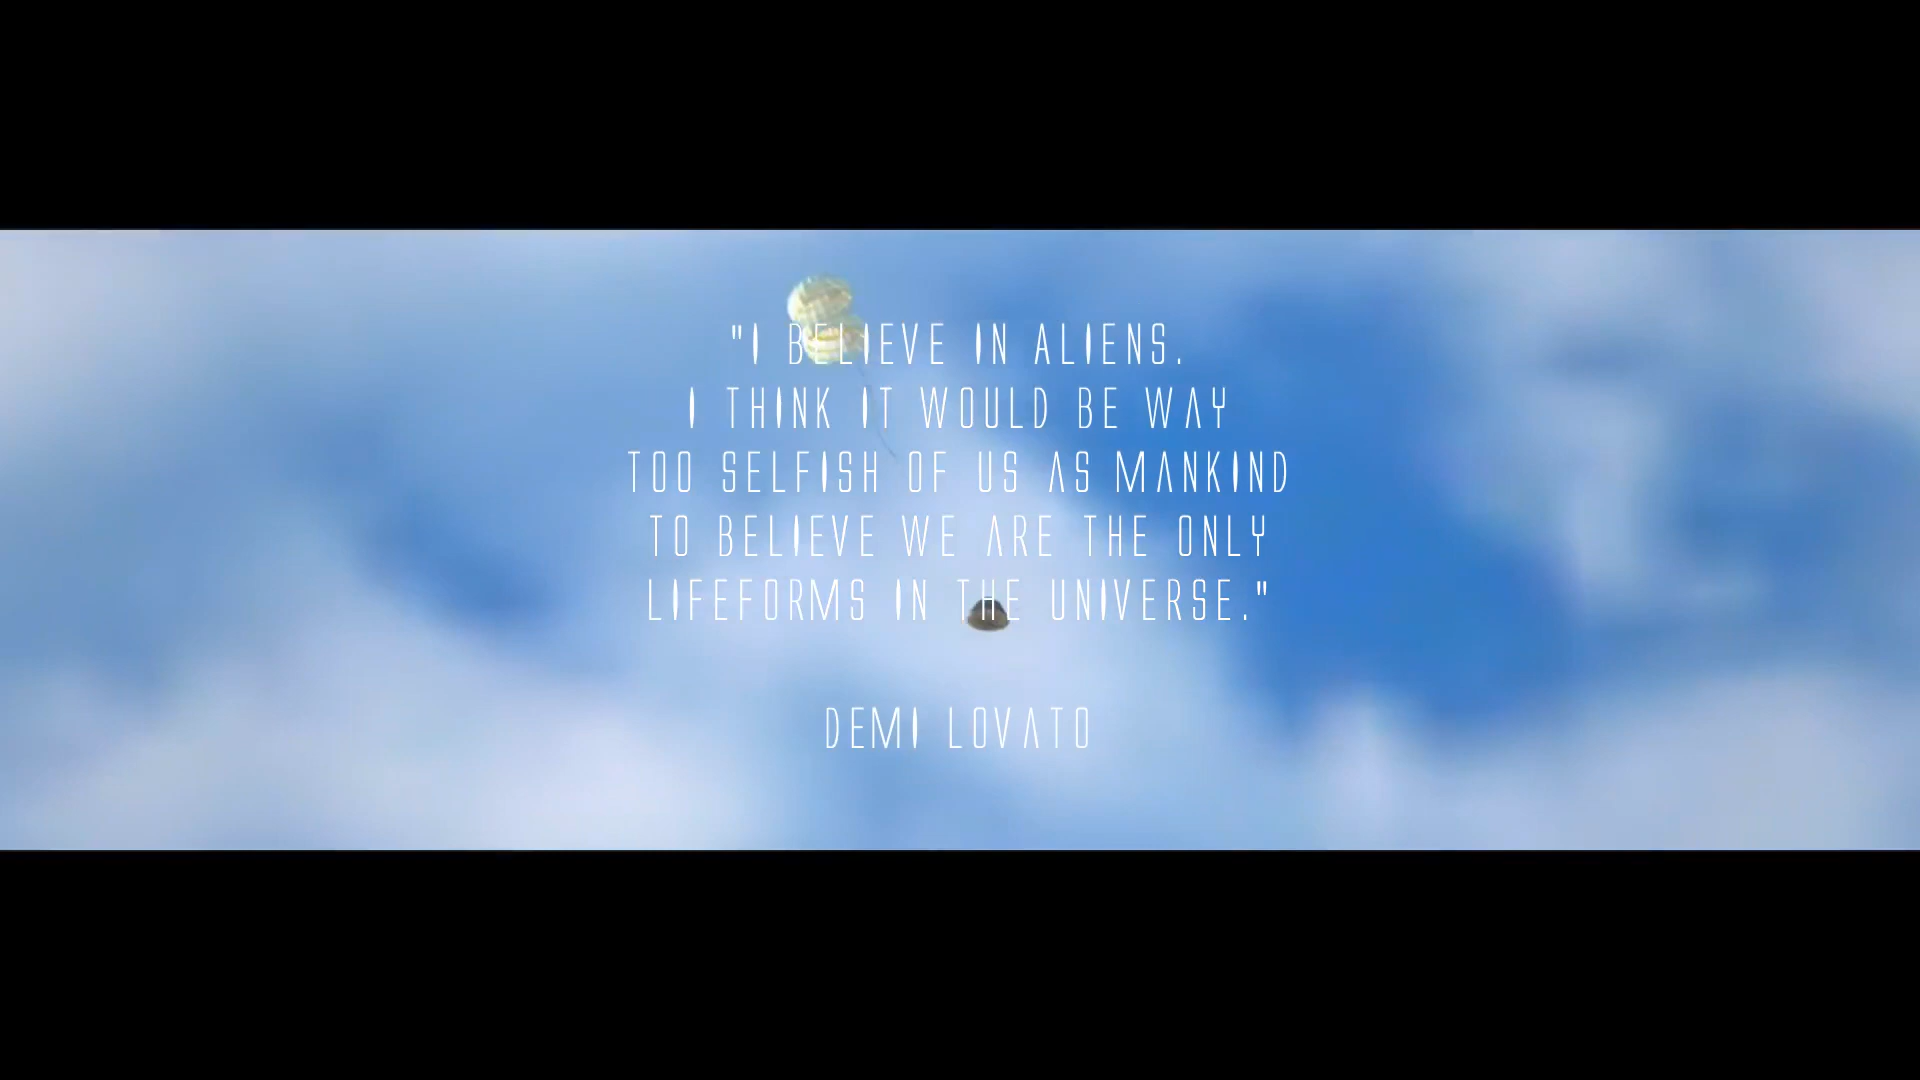 "I BELIEVE IN ALIENS.
I THINK IT WOULD BE WAY
TOO SELFISH OF US AS MANKIND
TO BELIEVE WE ARE THE ONLY
LIFEFORMS IN THE UNIVERSE."
DEMI LOVATO